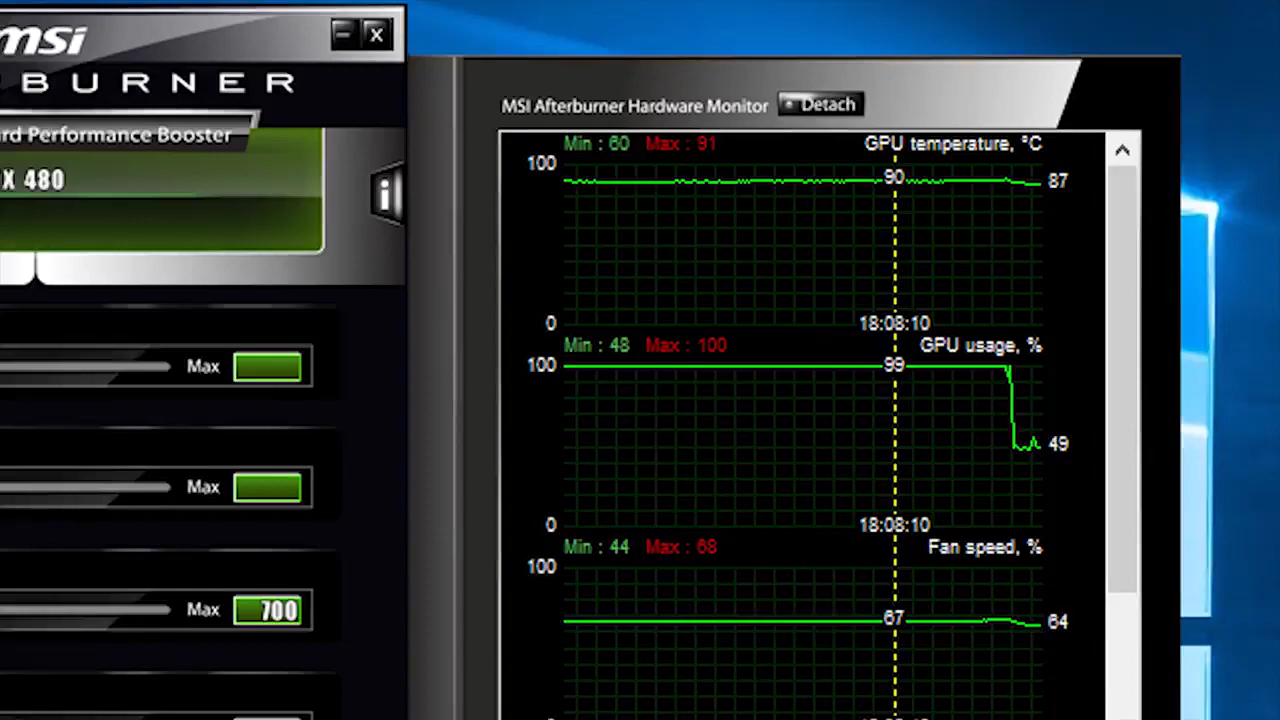 msi
BURNER
rd Performance Booster
X 480
i
Max
Max
Max 700
MSI Afterburner Hardware Monitor
Detach
Min : 60 Max : 91 GPU temperature, °C
100
90
87
0
18:08:10
Min : 48 Max : 100 GPU usage, %
100
99
49
0
18:08:10
Min : 44 Max : 68 Fan speed, %
100
67
64